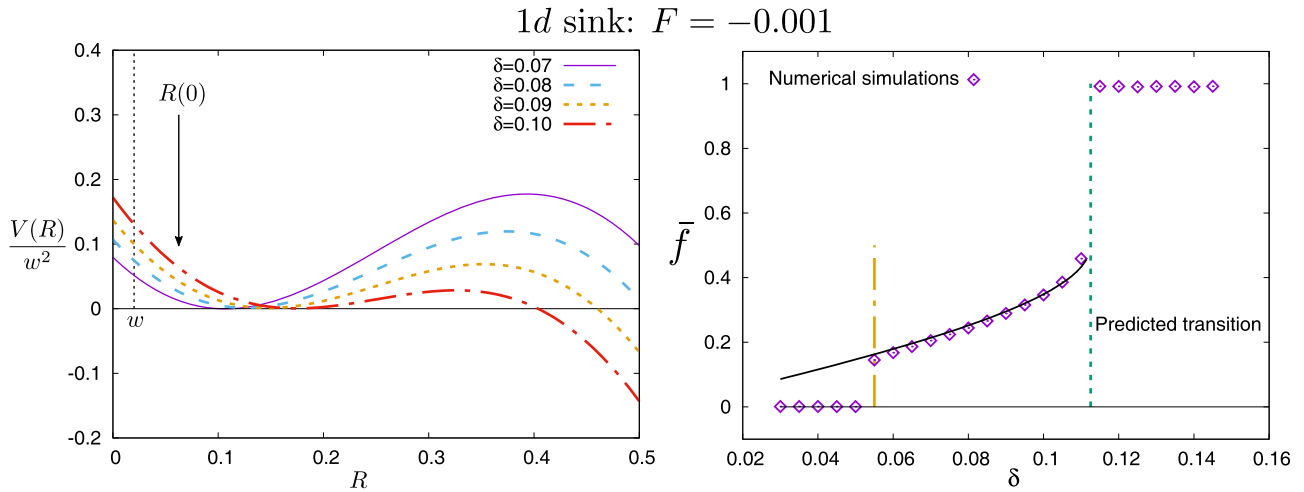 1d sink: F = −0.001
0.4
0.3
0.2
0.1
0
-0.1
-0.2
V(R)
w²
R(0)
w
δ=0.07
δ=0.08
δ=0.09
δ=0.10
0 0.1 0.2 0.3 0.4 0.5
R
1
0.8
0.6
0.4
0.2
0
f̄
Numerical simulations
Predicted transition
0.02 0.04 0.06 0.08 0.1 0.12 0.14 0.16
δ